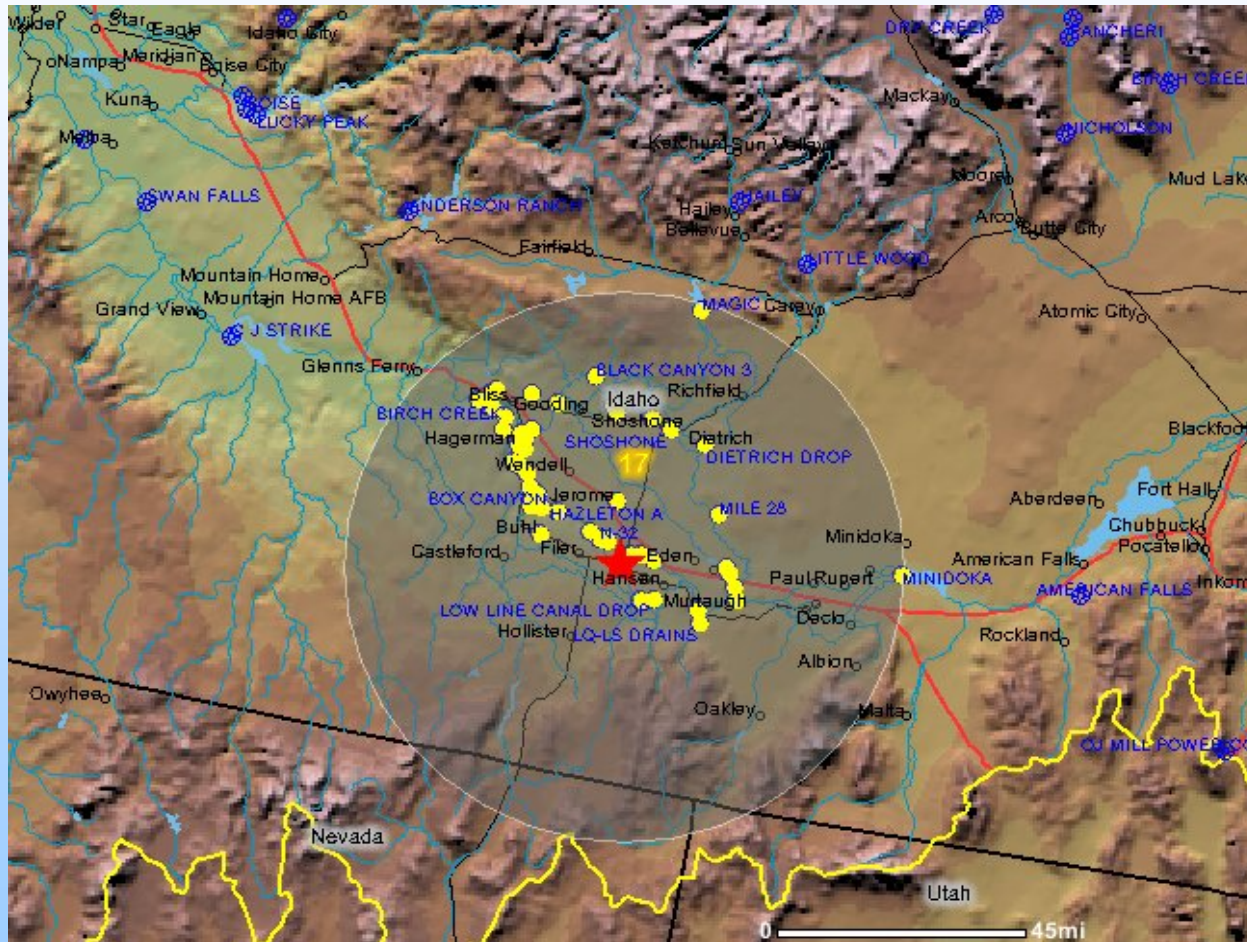 Wilder
Star
Eagle
Idaho City
Nampa
Meridian
Boise City
Kuna
BOISE
LUCKY PEAK
Melba
SWAN FALLS
ANDERSON RANCH
DRY CREEK
Mackay
BIRCH CREEK
NICHOLSON
Ketchum
Sun Valley
Moore
Mud Lake
HAILEY
Hailey
Bellevue
Arco
Butte City
Fairfield
LITTLE WOOD
Mountain Home
Mountain Home AFB
Grand View
MAGIC
Carey
Atomic City
C J STRIKE
Glenns Ferry
BLACK CANYON 3
Bliss
Gooding
Idaho
Richfield
BIRCH CREEK
Shoshone
Hagerman
SHOSHONE
Dietrich
Blackfoo
Wendell
17
DIETRICH DROP
BOX CANYON
Jerome
Aberdeen
Fort Hall
HAZLETON A
MILE 28
Buhl
N-32
Chubbuck
Minidoka
Pocatello
Castleford
Filer
Eden
American Falls
Hansen
Paul
Rupert
MINIDOKA
Inkom
AMERICAN FALLS
LOW LINE CANAL DROP
Murtaugh
Declo
Hollister
LQ-LS DRAINS
Rockland
Albion
Owyhee
Oakley
Malta
Nevada
Utah
0
45mi